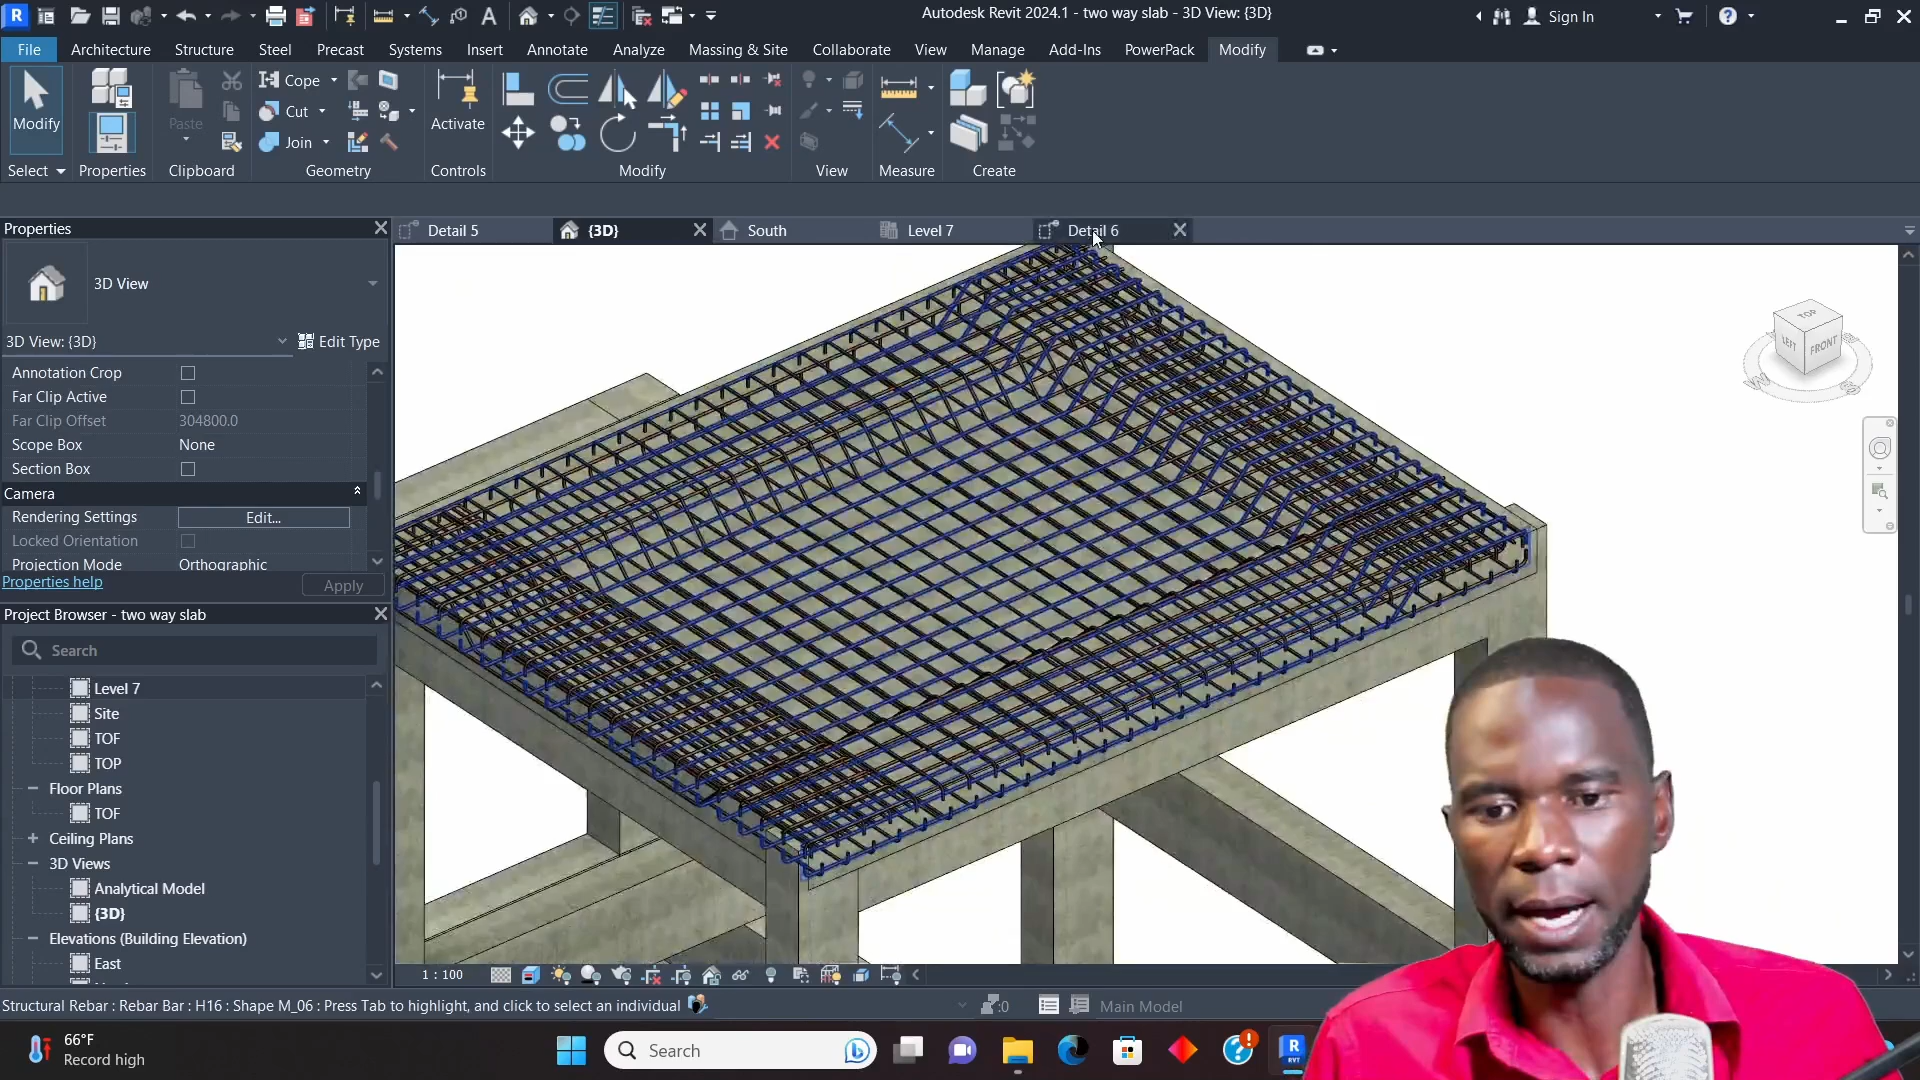 Autodesk Revit 2024.1 - two way slab - 3D View: {3D}
Sign In
File Architecture Structure Steel Precast Systems Insert Annotate Analyze Massing & Site Collaborate View Manage Add-Ins PowerPack Modify
Modify
Paste
Cope
Cut
Join
Activate
Select Properties Clipboard Geometry Controls Modify View Measure Create
Properties
Detail 5 {3D} South Level 7 Detail 6
3D View
3D View: {3D} Edit Type
Annotation Crop
Far Clip Active
Far Clip Offset 304800.0
Scope Box None
Section Box
Camera
Rendering Settings Edit...
Locked Orientation
Projection Mode Orthographic
Properties help Apply
TOP
LEFT
FRONT
W
S
Project Browser - two way slab
Search
Level 7
Site
TOF
TOP
Floor Plans
TOF
Ceiling Plans
3D Views
Analytical Model
{3D}
Elevations (Building Elevation)
East
1 : 100
Structural Rebar : Rebar Bar : H16 : Shape M_06 : Press Tab to highlight, and click to select an individual :0 Main Model
66°F
Record high
Search
R
RVT